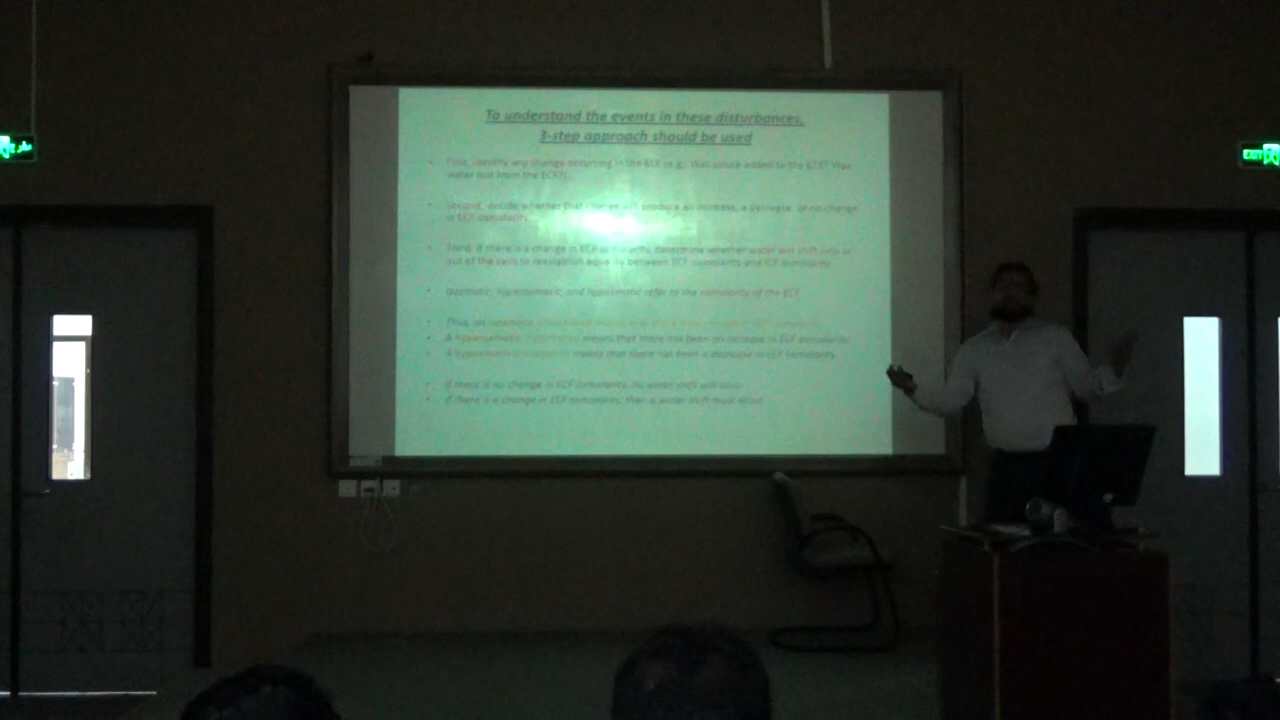 To understand the events in these disturbances,
3-step approach should be used
First, identify any change occurring in the ECF (e.g., Was added to the ECF? Was
water lost from the ECF?).
Second, decide whether that change will produce an increase, a decrease, or no change
in ECF osmolarity.
Third, if there is a change in ECF osmolarity, determine whether water will shift into or
out of the cells to reestablish equality between ECF osmolarity and ICF osmolarity.
Isosmotic, hyperosmotic, and hyposmotic refer to the osmolarity of the ECF
Thus, an isosmotic
A hyperosmotic means that there has been an increase in ECF osmolarity
A hyposmotic means that there has been a decrease in ECF osmolarity
If there is no change in ECF osmolarity, no water shift will occur
If there is a change in ECF osmolarity, then a water shift must occur
EXIT